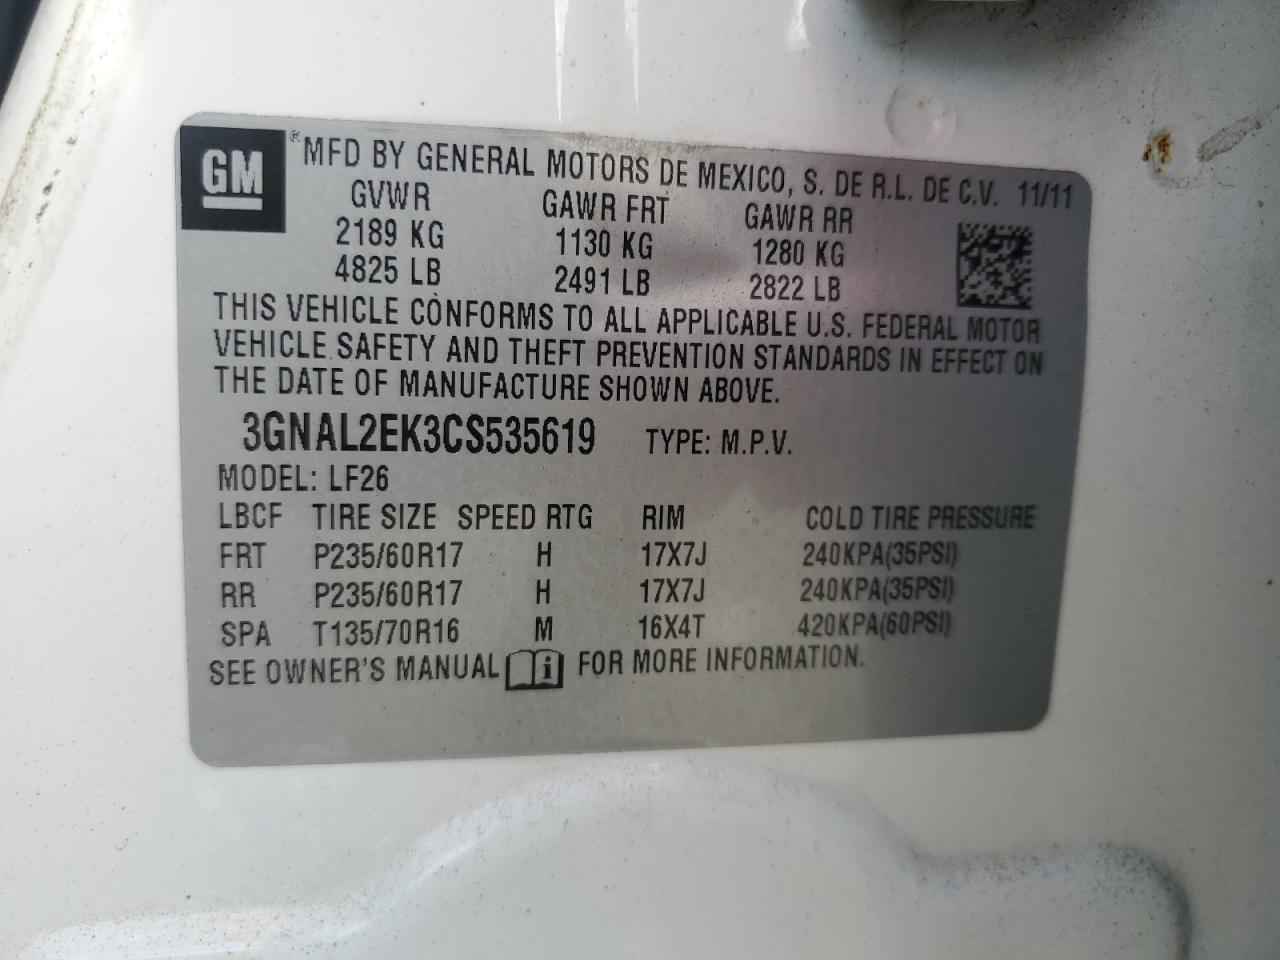 GM ® MFD BY GENERAL MOTORS DE MEXICO, S. DE R.L. DE C.V. 11/11
GVWR GAWR FRT GAWR RR
2189 KG 1130 KG 1280 KG
4825 LB 2491 LB 2822 LB
THIS VEHICLE CONFORMS TO ALL APPLICABLE U.S. FEDERAL MOTOR
VEHICLE SAFETY AND THEFT PREVENTION STANDARDS IN EFFECT ON
THE DATE OF MANUFACTURE SHOWN ABOVE.
3GNAL2EK3CS535619 TYPE: M.P.V.
MODEL: LF26
LBCF TIRE SIZE SPEED RTG RIM COLD TIRE PRESSURE
FRT P235/60R17 H 17X7J 240KPA(35PSI)
RR P235/60R17 H 17X7J 240KPA(35PSI)
SPA T135/70R16 M 16X4T 420KPA(60PSI)
SEE OWNER'S MANUAL i FOR MORE INFORMATION.